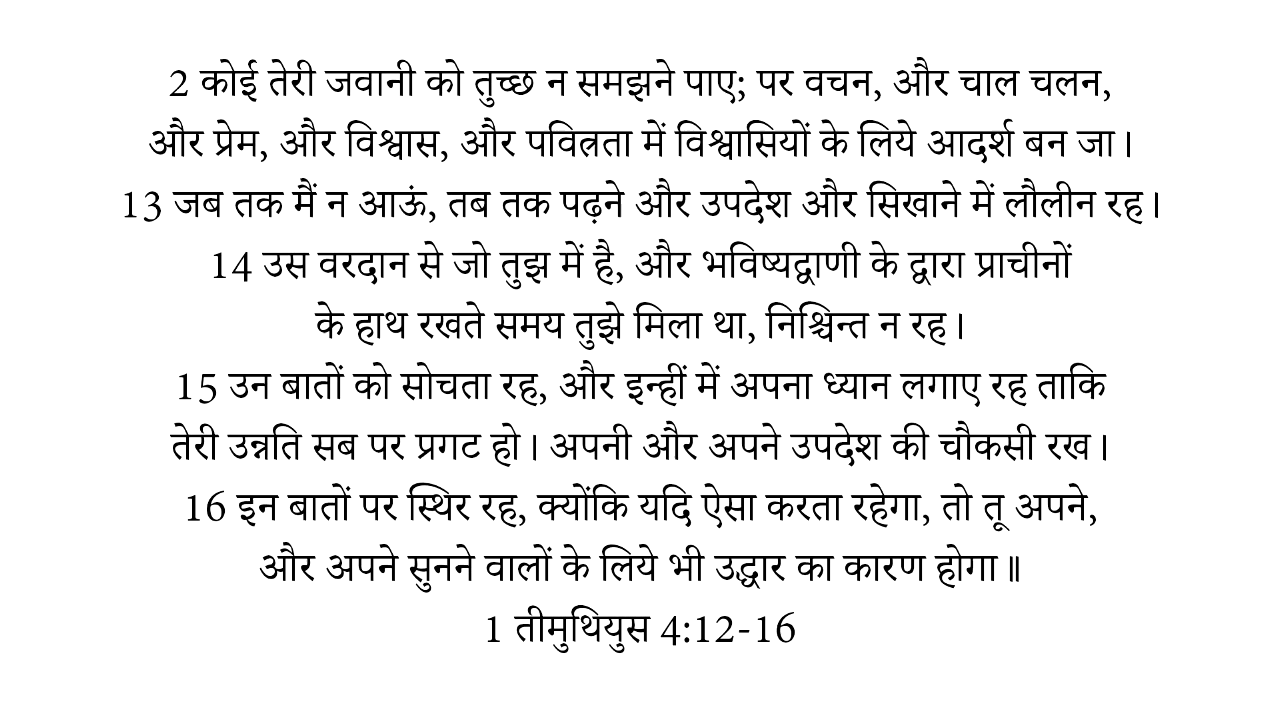 2 कोई तेरी जवानी को तुच्छ न समझने पाए; पर वचन, और चाल चलन,
और प्रेम, और विश्वास, और पवित्रता में विश्वासियों के लिये आदर्श बन जा।
13 जब तक मैं न आऊं, तब तक पढ़ने और उपदेश और सिखाने में लौलीन रह।
14 उस वरदान से जो तुझ में है, और भविष्यद्वाणी के द्वारा प्राचीनों
के हाथ रखते समय तुझे मिला था, निश्चिन्त न रह।
15 उन बातों को सोचता रह, और इन्हीं में अपना ध्यान लगाए रह ताकि
तेरी उन्नति सब पर प्रगट हो। अपनी और अपने उपदेश की चौकसी रख।
16 इन बातों पर स्थिर रह, क्योंकि यदि ऐसा करता रहेगा, तो तू अपने,
और अपने सुनने वालों के लिये भी उद्धार का कारण होगा॥
1 तीमुथियुस 4:12-16